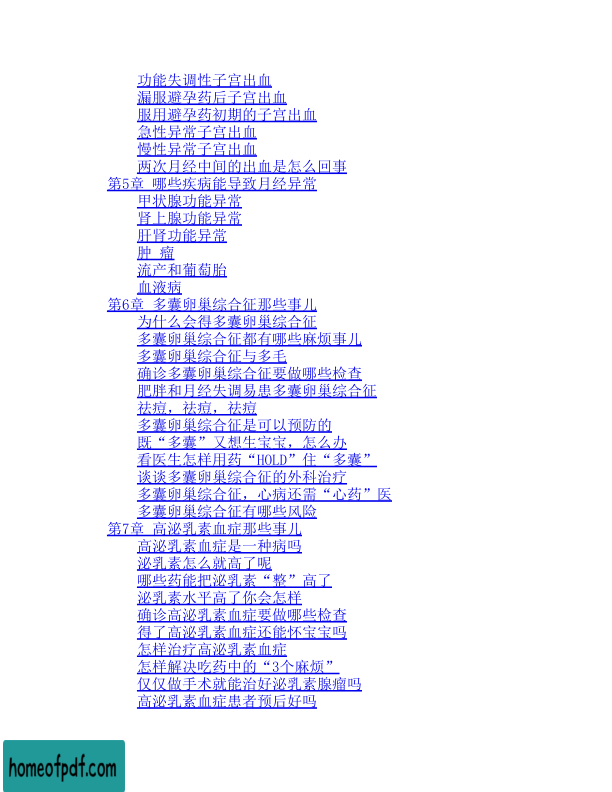 功能失调性子宫出血
漏服避孕药后子宫出血
服用避孕药初期的子宫出血
急性异常子宫出血
慢性异常子宫出血
两次月经中间的出血是怎么回事
第5章 哪些疾病能导致月经异常
甲状腺功能异常
肾上腺功能异常
肝肾功能异常
肿 瘤
流产和葡萄胎
血液病
第6章 多囊卵巢综合征那些事儿
为什么会得多囊卵巢综合征
多囊卵巢综合征都有哪些麻烦事儿
多囊卵巢综合征与多毛
确诊多囊卵巢综合征要做哪些检查
肥胖和月经失调易患多囊卵巢综合征
祛痘，祛痘，祛痘
多囊卵巢综合征是可以预防的
既“多囊”又想生宝宝，怎么办
看医生怎样用药“HOLD”住“多囊”
谈谈多囊卵巢综合征的外科治疗
多囊卵巢综合征，心病还需“心药”医
多囊卵巢综合征有哪些风险
第7章 高泌乳素血症那些事儿
高泌乳素血症是一种病吗
泌乳素怎么就高了呢
哪些药能把泌乳素“整”高了
泌乳素水平高了你会怎样
确诊高泌乳素血症要做哪些检查
得了高泌乳素血症还能怀宝宝吗
怎样治疗高泌乳素血症
怎样解决吃药中的“3个麻烦”
仅仅做手术就能治好泌乳素腺瘤吗
高泌乳素血症患者预后好吗
homeofpdf.com